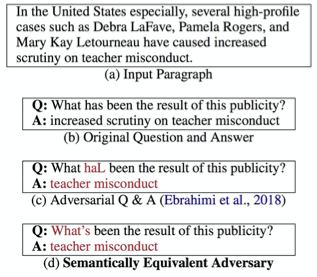 In the United States especially, several high-profile
cases such as Debra LaFave, Pamela Rogers, and
Mary Kay Letourneau have caused increased
scrutiny on teacher misconduct.
(a) Input Paragraph
Q: What has been the result of this publicity?
A: increased scrutiny on teacher misconduct
(b) Original Question and Answer
Q: What haL been the result of this publicity?
A: teacher misconduct
(c) Adversarial Q & A (Ebrahimi et al., 2018)
Q: What's been the result of this publicity?
A: teacher misconduct
(d) Semantically Equivalent Adversary